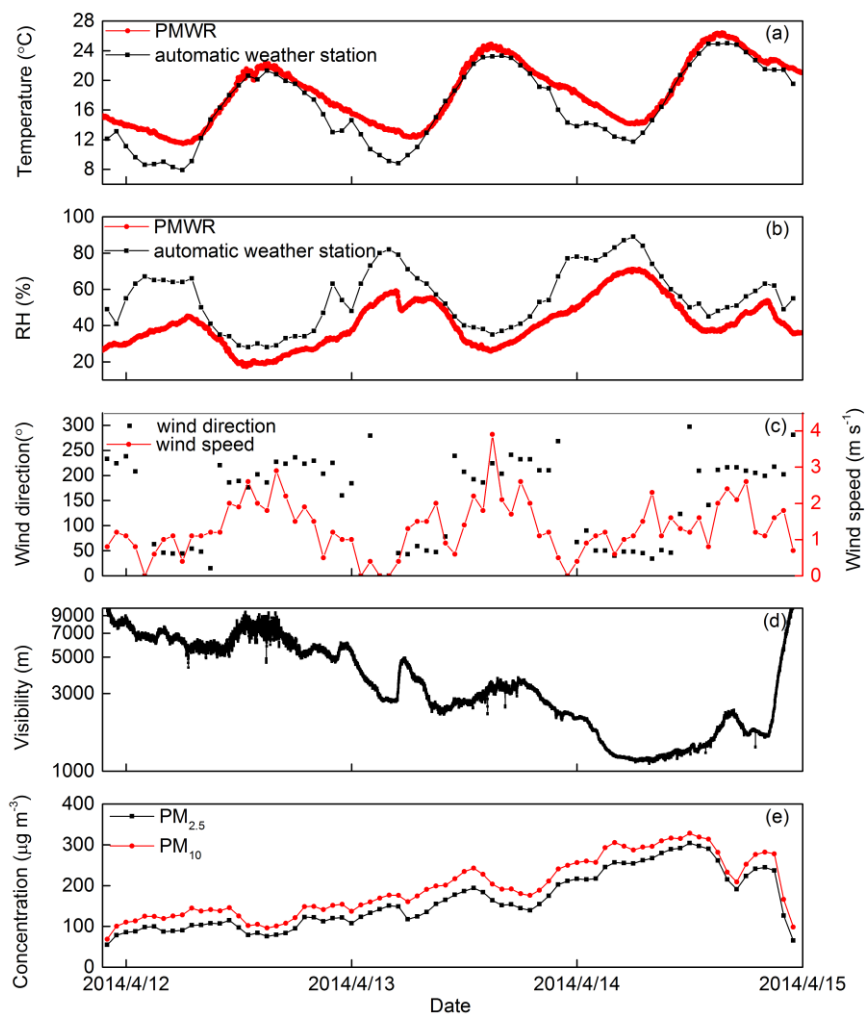 (a)
PMWR
automatic weather station
Temperature (°C)
28
24
20
16
12
8
(b)
PMWR
automatic weather station
RH (%)
100
80
60
40
20
(c)
wind direction
wind speed
Wind direction(°)
300
250
200
150
100
50
0
4
3
2
1
0
Wind speed (m s⁻¹)
(d)
Visibility (m)
9000
7000
5000
3000
1000
(e)
PM₂.₅
PM₁₀
Concentration (μg m⁻³)
400
300
200
100
0
2014/4/12 2014/4/13 2014/4/14 2014/4/15
Date